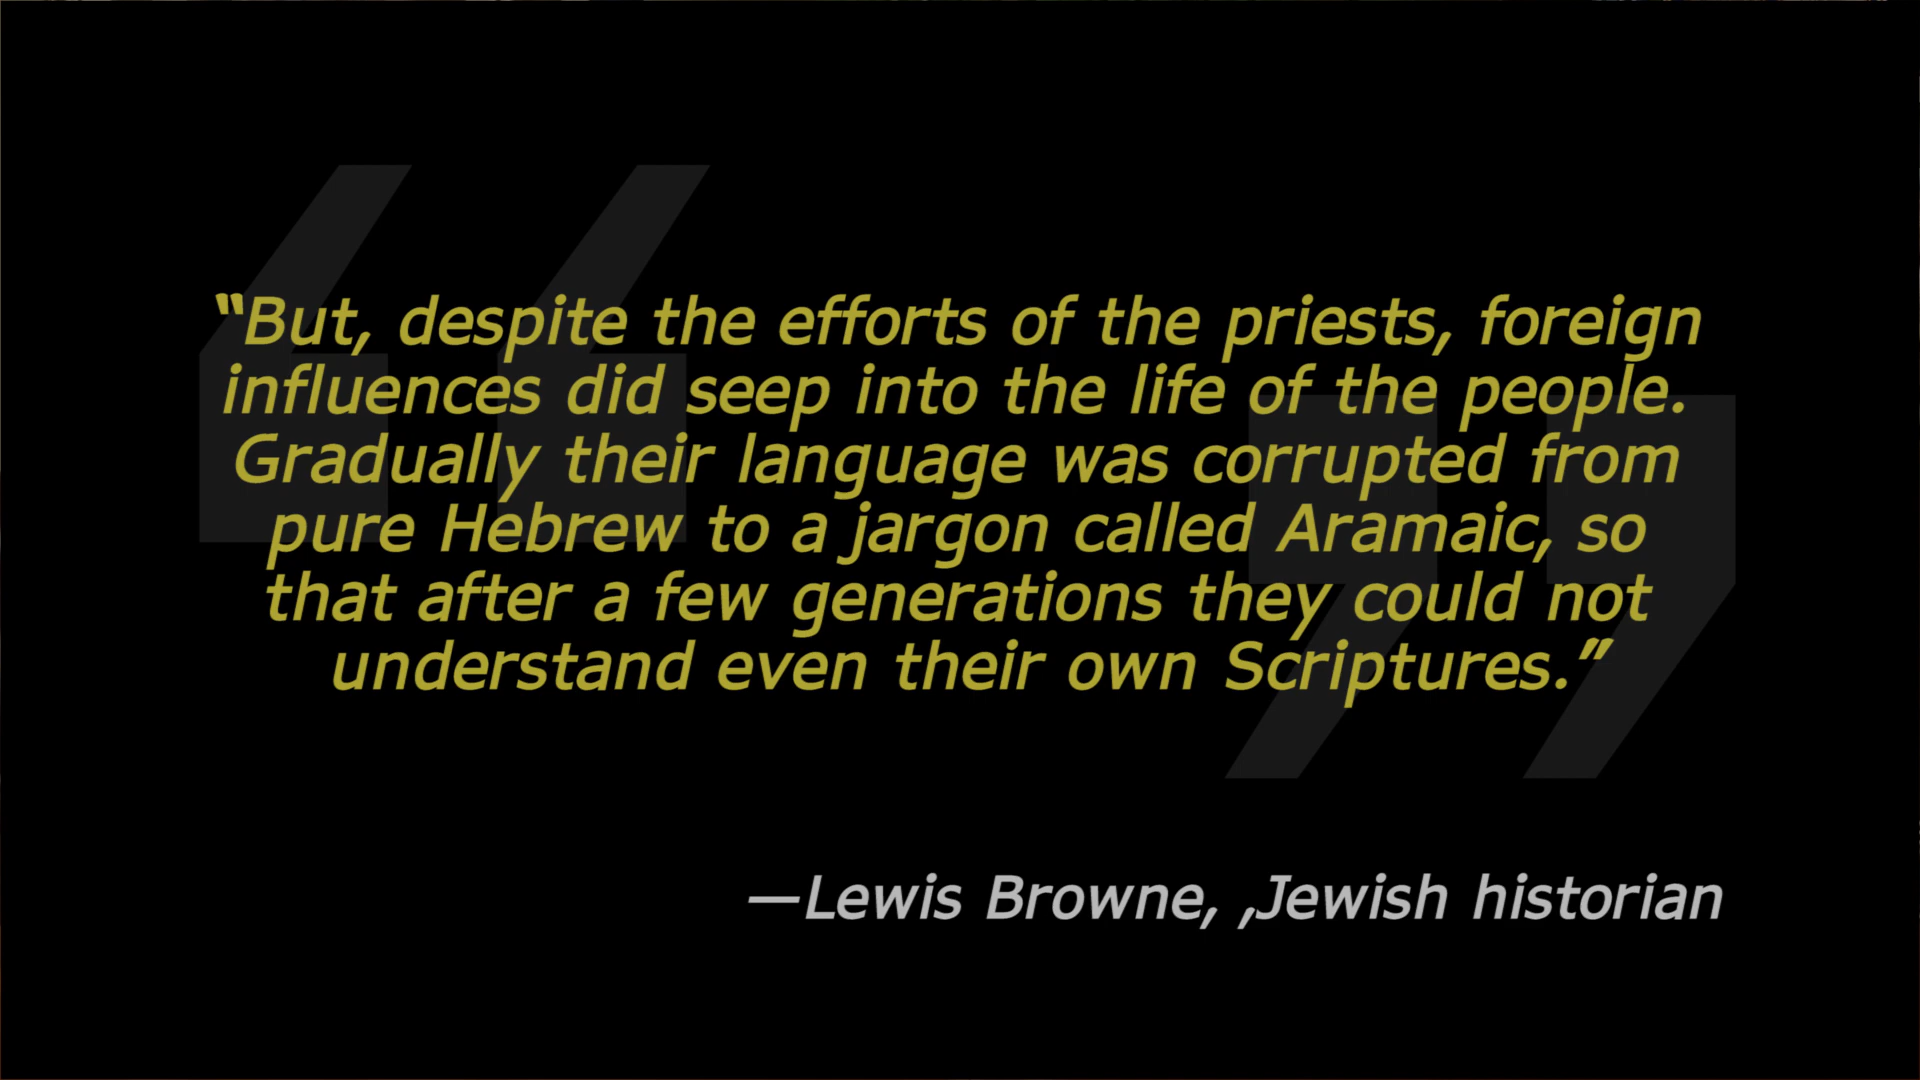 “But, despite the efforts of the priests, foreign
influences did seep into the life of the people.
Gradually their language was corrupted from
pure Hebrew to a jargon called Aramaic, so
that after a few generations they could not
understand even their own Scriptures.”
—Lewis Browne, ,Jewish historian